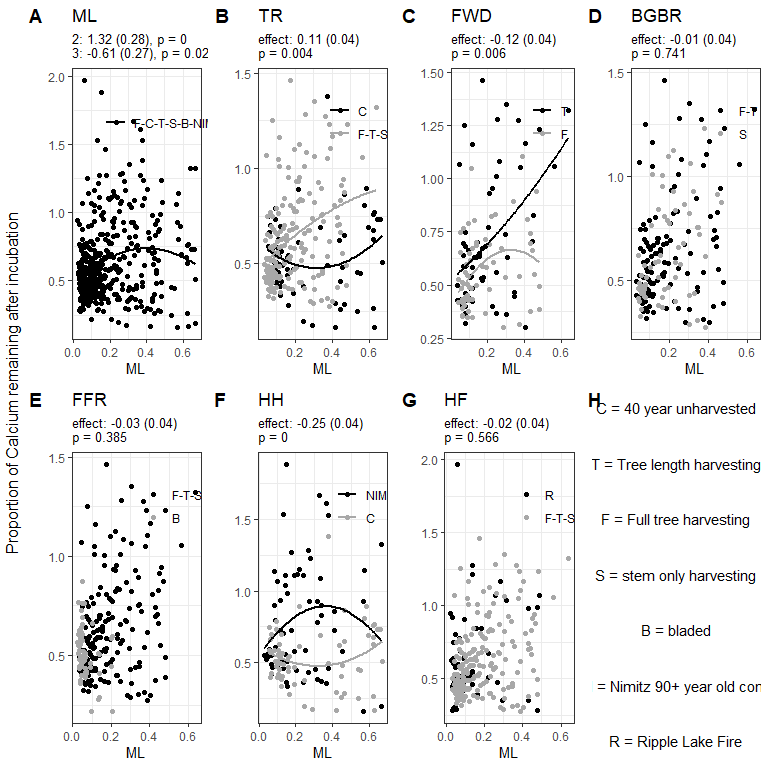 A ML
2: 1.32 (0.28), p = 0
3: -0.61 (0.27), p = 0.02
F-C-T-S-B-NIM
2.0
1.5
1.0
0.5
0.0 0.2 0.4 0.6
ML
B TR
effect: 0.11 (0.04)
p = 0.004
C
F-T-S
1.5
1.0
0.5
0.2 0.4 0.6
ML
C FWD
effect: -0.12 (0.04)
p = 0.006
T
F
1.50
1.25
1.00
0.75
0.50
0.25
0.2 0.4 0.6
ML
D BGBR
effect: -0.01 (0.04)
p = 0.741
F-T
S
1.5
1.0
0.5
0.2 0.4 0.6
ML
Proportion of Calcium remaining after incubation
E FFR
effect: -0.03 (0.04)
p = 0.385
F-T-S
B
1.5
1.0
0.5
0.0 0.2 0.4 0.6
ML
F HH
effect: -0.25 (0.04)
p = 0
NIM
C
1.5
1.0
0.5
0.0 0.2 0.4 0.6
ML
G HF
effect: -0.02 (0.04)
p = 0.566
R
F-T-S
2.0
1.5
1.0
0.5
0.0 0.2 0.4 0.6
ML
H
C = 40 year unharvested
T = Tree length harvesting
F = Full tree harvesting
S = stem only harvesting
B = bladed
= Nimitz 90+ year old con
R = Ripple Lake Fire